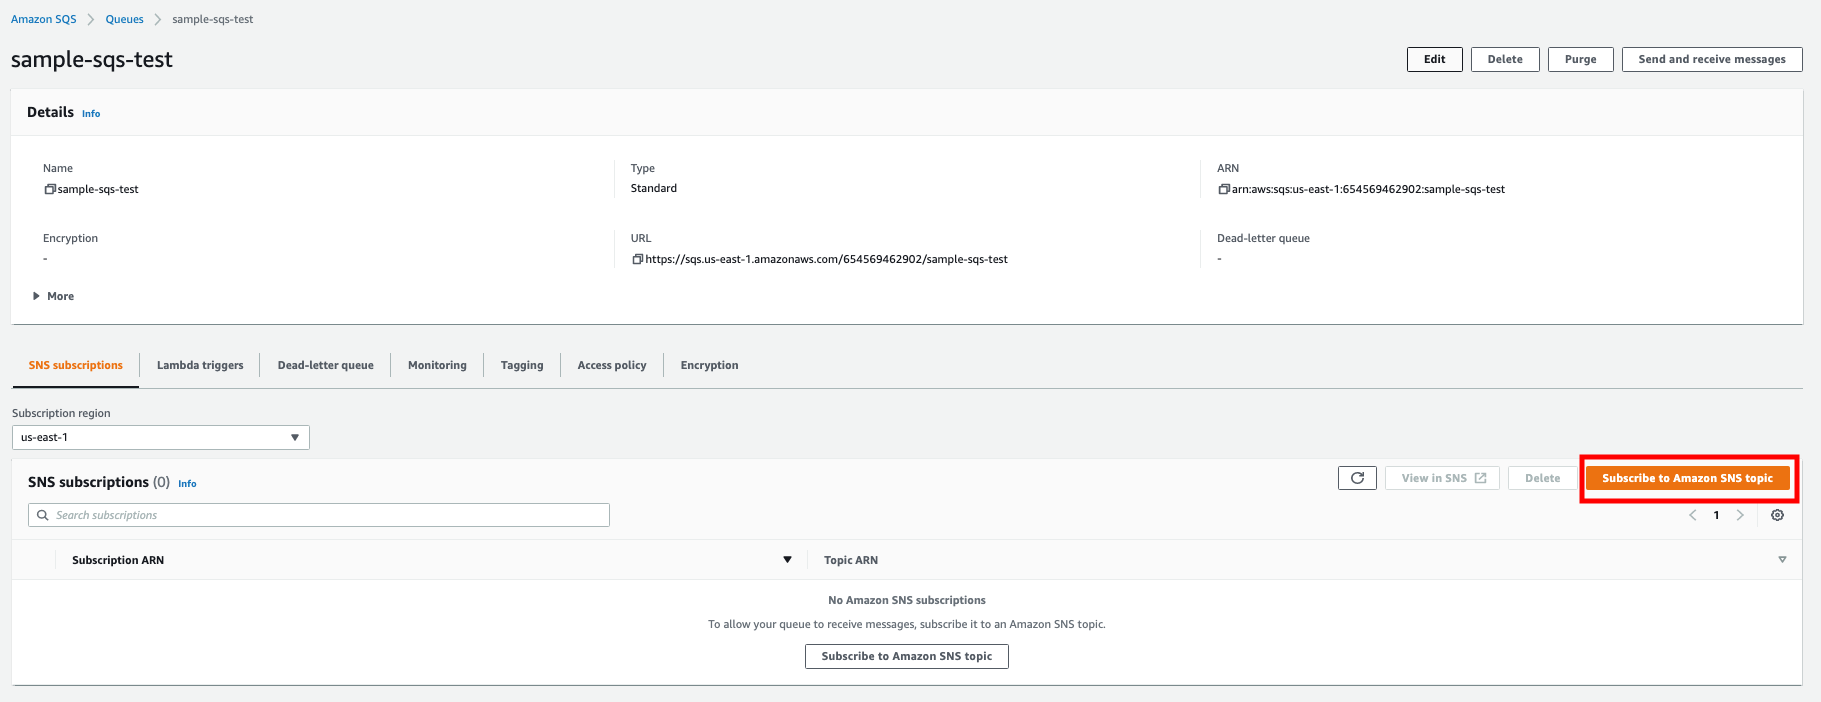 Amazon SQS > Queues > sample-sqs-test
sample-sqs-test
Edit Delete Purge Send and receive messages
Details Info
Name Type ARN
sample-sqs-test Standard arn:aws:sqs:us-east-1:654569462902:sample-sqs-test
Encryption URL Dead-letter queue
- https://sqs.us-east-1.amazonaws.com/654569462902/sample-sqs-test -
More
SNS subscriptions Lambda triggers Dead-letter queue Monitoring Tagging Access policy Encryption
Subscription region
us-east-1
SNS subscriptions (0) Info View in SNS Delete Subscribe to Amazon SNS topic
Search subscriptions < 1 >
Subscription ARN Topic ARN
No Amazon SNS subscriptions
To allow your queue to receive messages, subscribe it to an Amazon SNS topic.
Subscribe to Amazon SNS topic